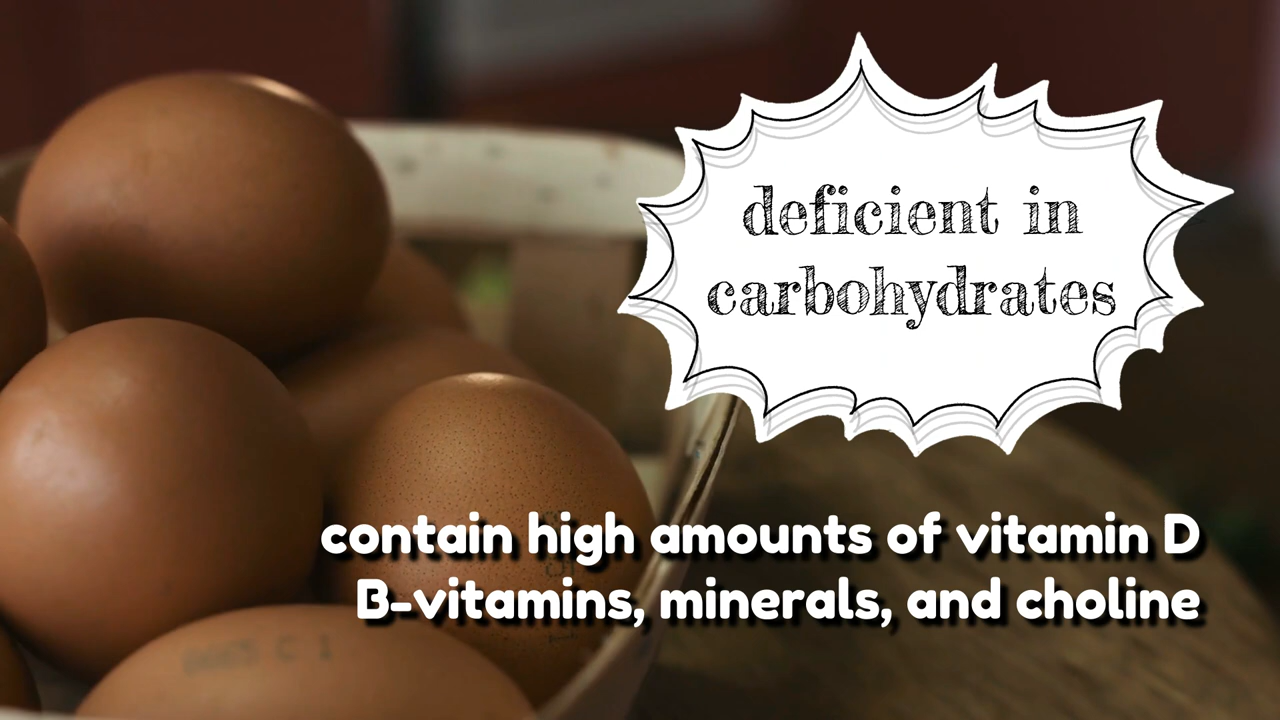 deficient in
carbohydrates
contain high amounts of vitamin D
B-vitamins, minerals, and choline